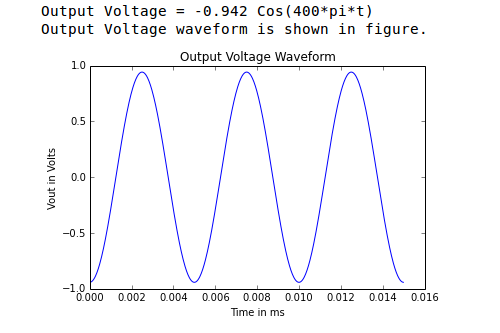 Output Voltage = -0.942 Cos(400*pi*t)
Output Voltage waveform is shown in figure.
Output Voltage Waveform
Vout in Volts
1.0
0.5
0.0
−0.5
−1.0
0.000 0.002 0.004 0.006 0.008 0.010 0.012 0.014 0.016
Time in ms